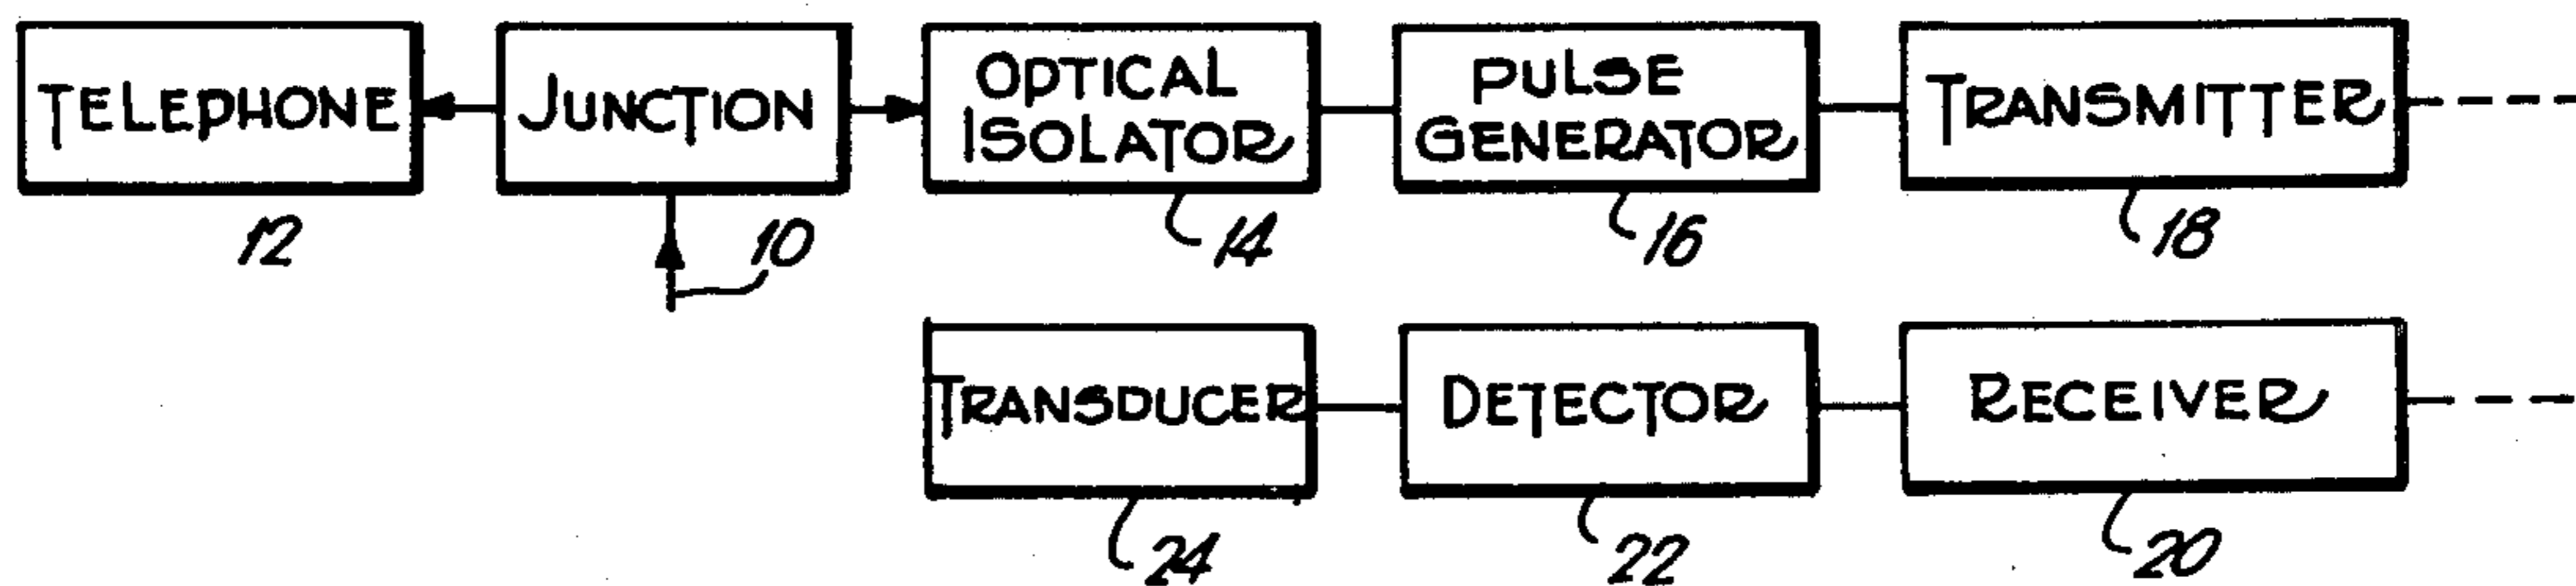 TELEPHONE
JUNCTION
OPTICAL
ISOLATOR
PULSE
GENERATOR
TRANSMITTER
12
10
14
16
18
TRANSDUCER
DETECTOR
RECEIVER
24
22
20